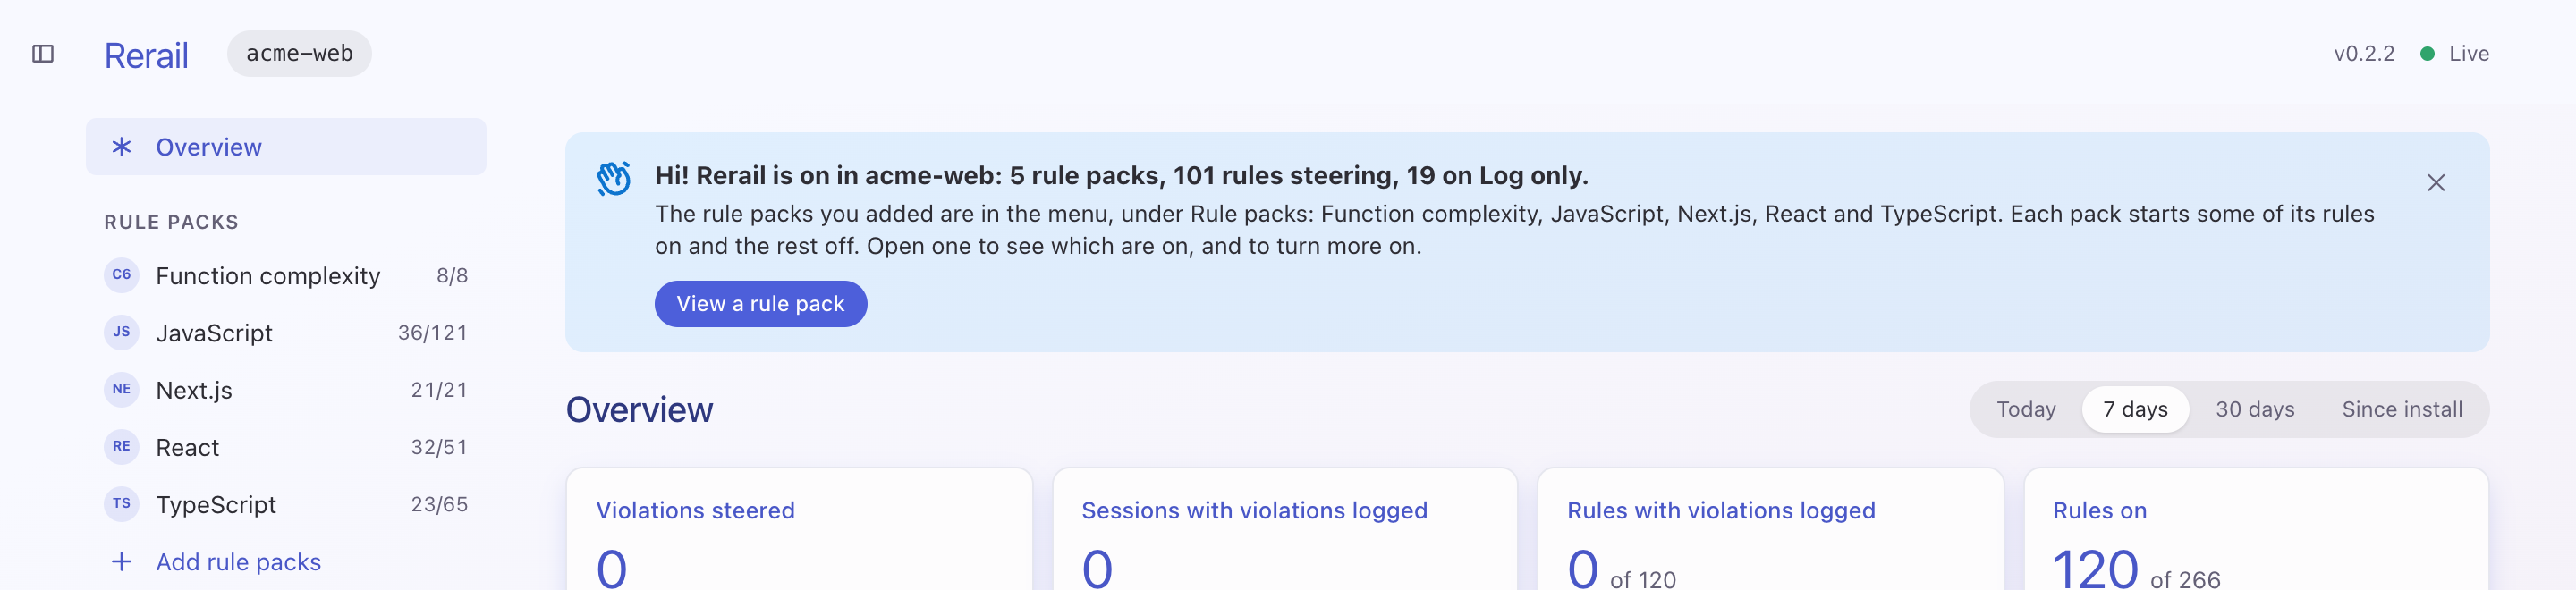 Rerail
acme-web
v0.2.2
Live
Overview
RULE PACKS
C6 Function complexity 8/8
JS JavaScript 36/121
NE Next.js 21/21
RE React 32/51
TS TypeScript 23/65
Add rule packs
Hi! Rerail is on in acme-web: 5 rule packs, 101 rules steering, 19 on Log only.
The rule packs you added are in the menu, under Rule packs: Function complexity, JavaScript, Next.js, React and TypeScript. Each pack starts some of its rules
on and the rest off. Open one to see which are on, and to turn more on.
View a rule pack
Overview
Today 7 days 30 days Since install
Violations steered
0
Sessions with violations logged
0
Rules with violations logged
0 of 120
Rules on
120 of 266